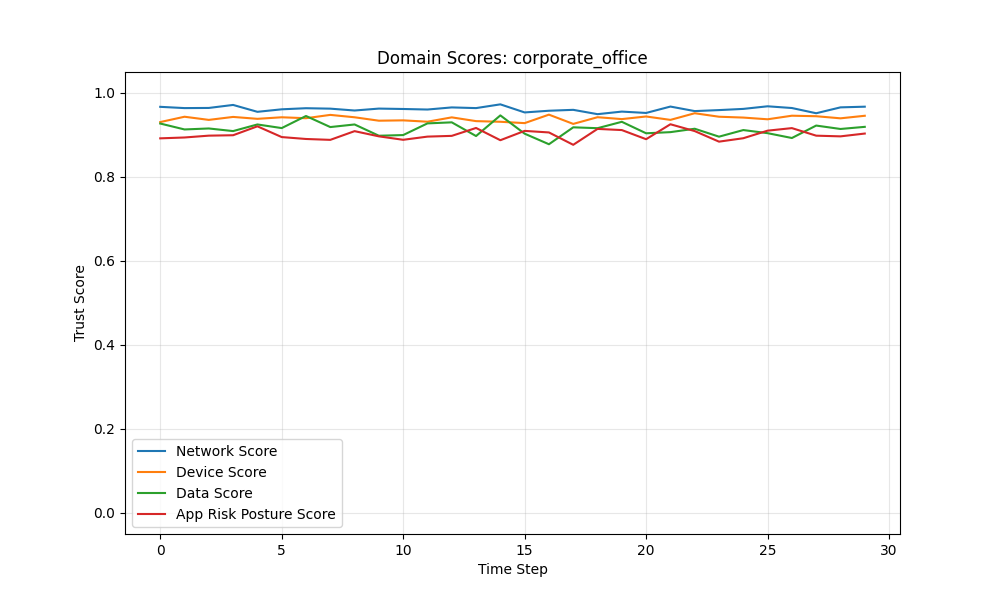 Domain Scores: corporate_office
Trust Score
1.0
0.8
0.6
0.4
0.2
0.0
Network Score
Device Score
Data Score
App Risk Posture Score
0 5 10 15 20 25 30
Time Step